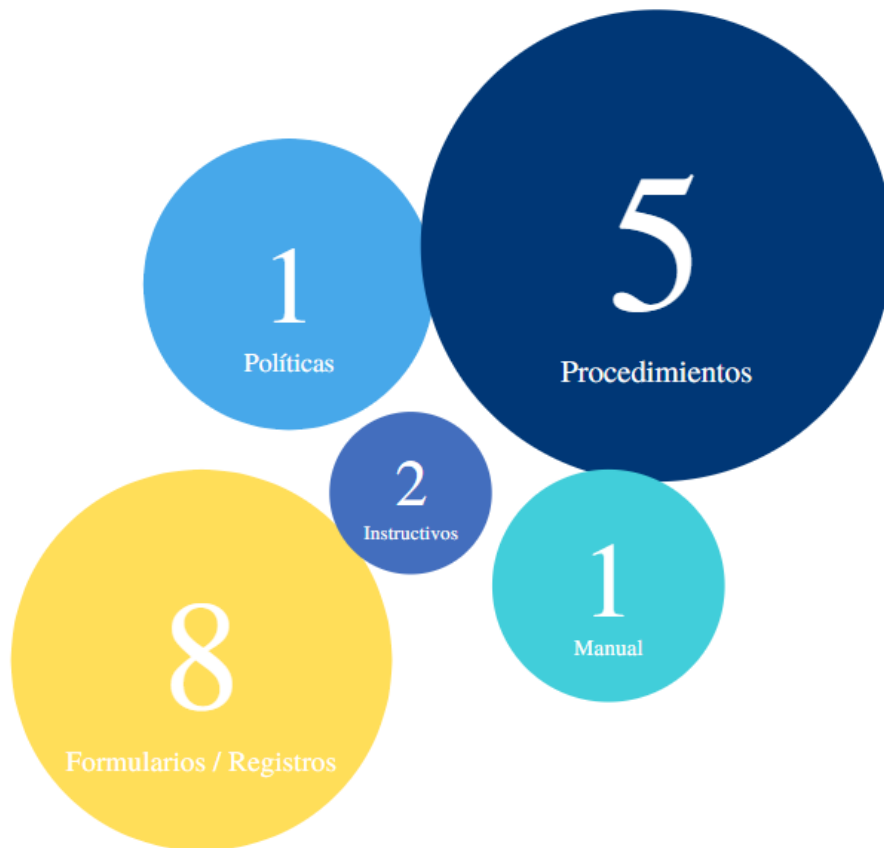 5
Procedimientos
1
Políticas
2
Instructivos
1
Manual
8
Formularios / Registros